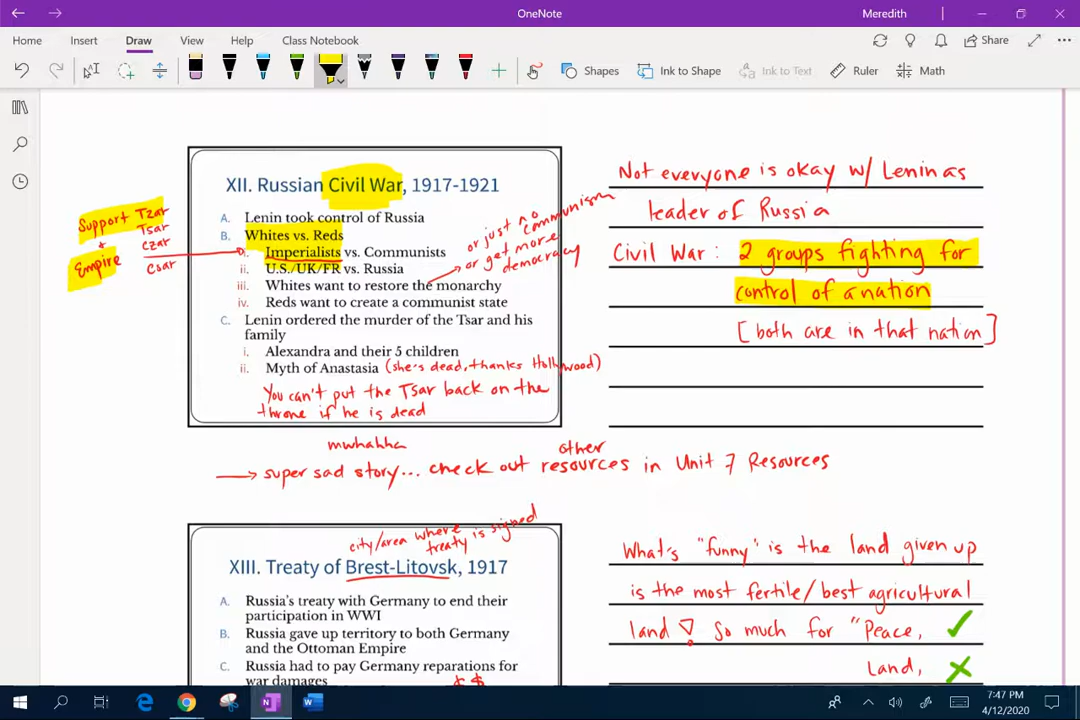 OneNote
Meredith
Home Insert Draw View Help Class Notebook
Share
Shapes Ink to Shape Ink to Text Ruler Math
XII. Russian Civil War, 1917-1921
A. Lenin took control of Russia
B. Whites vs. Reds
i. Imperialists vs. Communists
ii. U.S./UK/FR vs. Russia
iii. Whites want to restore the monarchy
iv. Reds want to create a communist state
C. Lenin ordered the murder of the Tsar and his
family
i. Alexandra and their 5 children
ii. Myth of Anastasia (she's dead, thanks Hollywood)
You can't put the Tsar back on the
throne if he is dead
Support Tzar
Tsar
+ Czar
Empire Csar
or just no communism
or get more
democracy
Not everyone is okay w/ Lenin as
leader of Russia
Civil War: 2 groups fighting for
control of a nation
[both are in that nation]
mwhahha
other
super sad story... check out resources in Unit 7 Resources
city/area where
treaty is signed
XIII. Treaty of Brest-Litovsk, 1917
A. Russia's treaty with Germany to end their
participation in WWI
B. Russia gave up territory to both Germany
and the Ottoman Empire
C. Russia had to pay Germany reparations for
war damages
$ $
What's "funny" is the land given up
is the most fertile/best agricultural
land ! So much for "Peace,
Land,
7:47 PM
4/12/2020